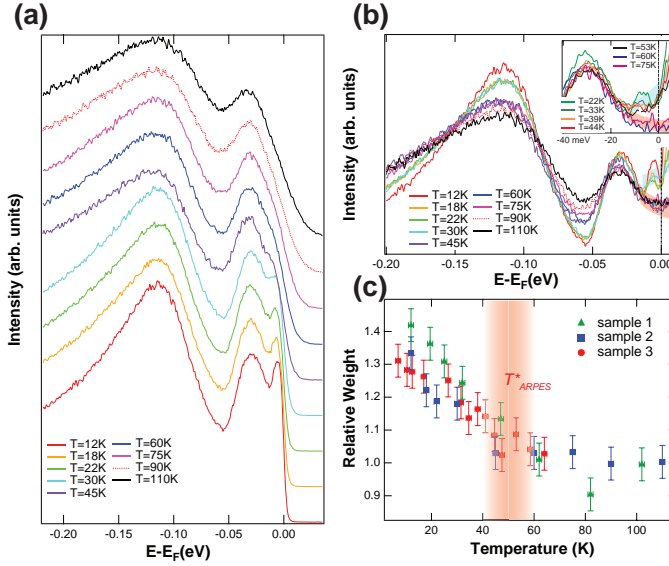 (a)
Intensity (arb. units)
T=12K
T=18K
T=22K
T=30K
T=45K
T=60K
T=75K
T=90K
T=110K
-0.20 -0.15 -0.10 -0.05 0.00
E-EF(eV)
(b)
Intensity (arb. units)
T=53K
T=60K
T=75K
T=22K
T=33K
T=39K
T=44K
-40 meV -20 0
T=12K
T=18K
T=22K
T=30K
T=45K
T=60K
T=75K
T=90K
T=110K
-0.20 -0.15 -0.10 -0.05 0.00
E-EF(eV)
(c)
Relative Weight
1.4
1.3
1.2
1.1
1.0
0.9
sample 1
sample 2
sample 3
T*ARPES
20 40 60 80 100
Temperature (K)